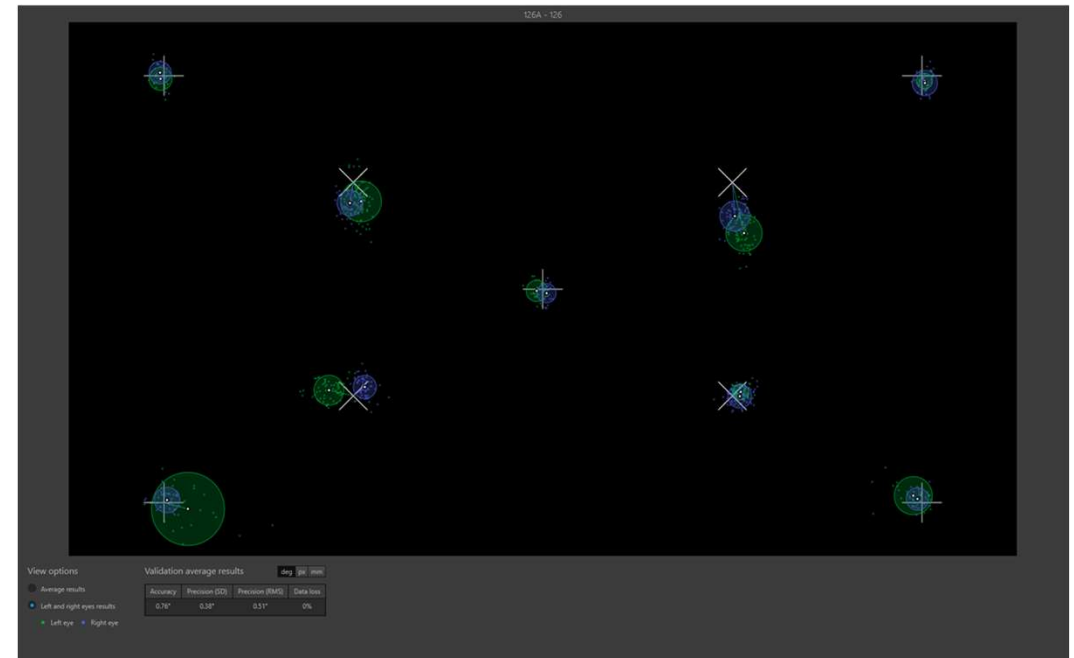 126A - 126
View options
Average results
Left and right eyes results
Left eye Right eye
Validation average results deg px mm
Accuracy Precision (SD) Precision (RMS) Data loss
0.76° 0.38° 0.51° 0%